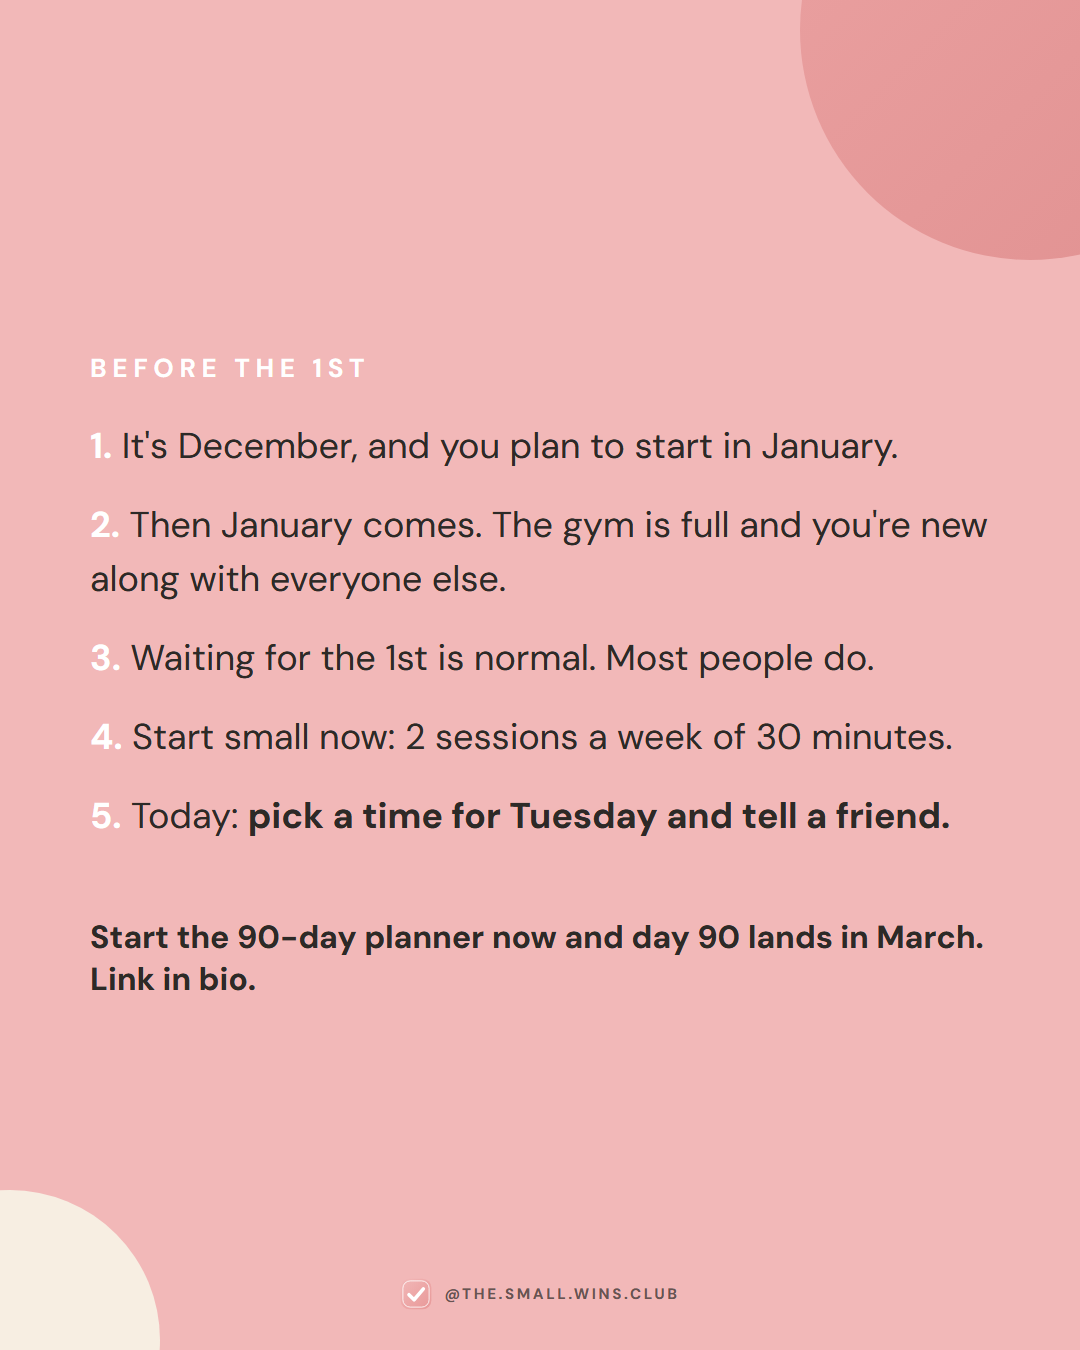 BEFORE THE 1ST
1. It's December, and you plan to start in January.
2. Then January comes. The gym is full and you're new
along with everyone else.
3. Waiting for the 1st is normal. Most people do.
4. Start small now: 2 sessions a week of 30 minutes.
5. Today: pick a time for Tuesday and tell a friend.
Start the 90-day planner now and day 90 lands in March.
Link in bio.
@THE.SMALL.WINS.CLUB